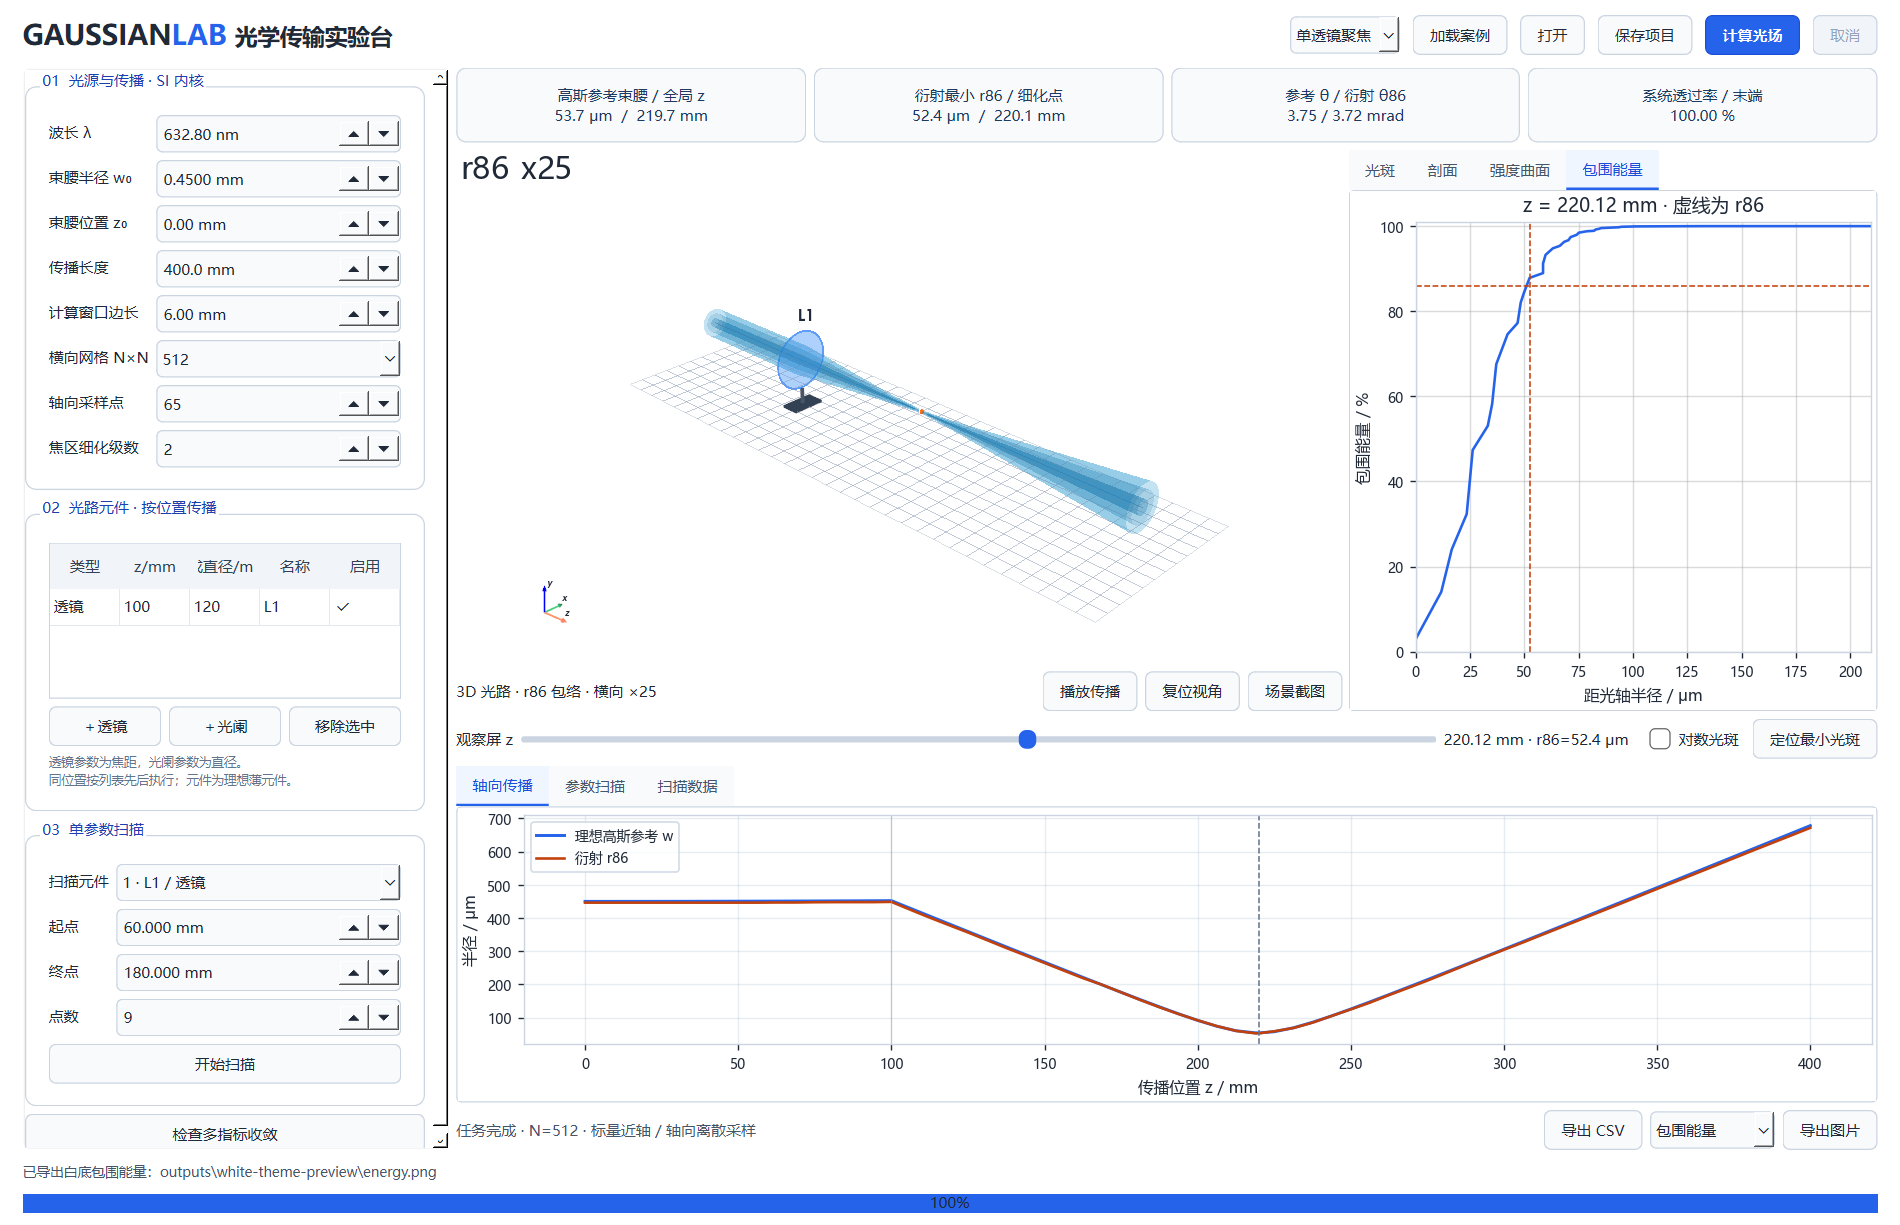 GAUSSIANLAB 光学传输实验台
单透镜聚焦
加载案例
打开
保存项目
计算光场
取消
01 光源与传播 · SI 内核
波长 λ
632.80 nm
束腰半径 w₀
0.4500 mm
束腰位置 z₀
0.00 mm
传播长度
400.0 mm
计算窗口边长
6.00 mm
横向网格 N×N
512
轴向采样点
65
焦区细化级数
2
02 光路元件 · 按位置传播
类型 z/mm 直径/m 名称 启用
透镜 100 120 L1 ✓
+透镜
+光阑
移除选中
透镜参数为焦距，光阑参数为直径。
同位置按列表先后执行；元件为理想薄元件。
03 单参数扫描
扫描元件
1 · L1 / 透镜
起点
60.000 mm
终点
180.000 mm
点数
9
开始扫描
检查多指标收敛
高斯参考束腰 / 全局 z
53.7 μm / 219.7 mm
衍射最小 r86 / 细化点
52.4 μm / 220.1 mm
参考 θ / 衍射 θ86
3.75 / 3.72 mrad
系统透过率 / 末端
100.00 %
r86 x25
L1
y
x
z
3D 光路 · r86 包络 · 横向 ×25
播放传播
复位视角
场景截图
光斑
剖面
强度曲面
包围能量
z = 220.12 mm · 虚线为 r86
100
80
60
40
20
0
包围能量 / %
0 25 50 75 100 125 150 175 200
距光轴半径 / μm
观察屏 z
220.12 mm · r86=52.4 μm
对数光斑
定位最小光斑
轴向传播
参数扫描
扫描数据
理想高斯参考 w
衍射 r86
700
600
500
400
300
200
100
半径 / μm
0 50 100 150 200 250 300 350 400
传播位置 z / mm
任务完成 · N=512 · 标量近轴 / 轴向离散采样
导出 CSV
包围能量
导出图片
已导出白底包围能量：outputs\white-theme-preview\energy.png
100%